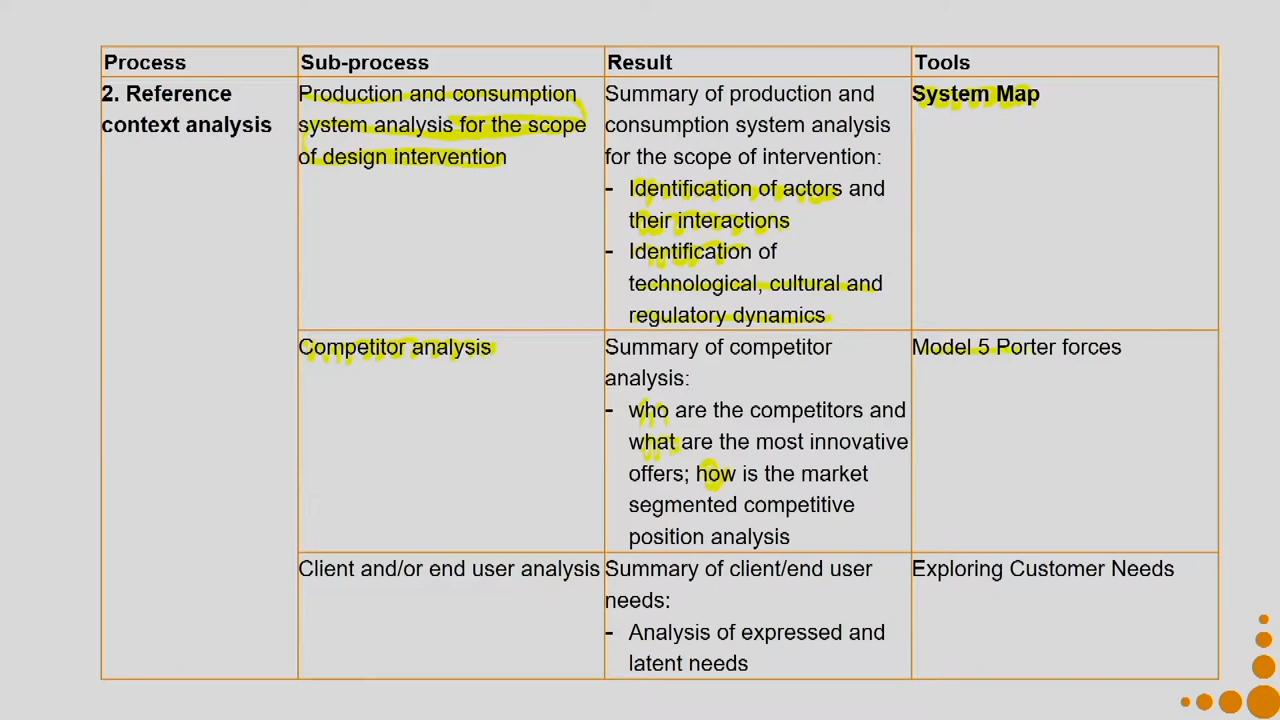 Process Sub-process Result Tools
2. Reference
context analysis
Production and consumption
system analysis for the scope
of design intervention
Summary of production and
consumption system analysis
for the scope of intervention:
- Identification of actors and
their interactions
- Identification of
technological, cultural and
regulatory dynamics
System Map
Competitor analysis
Summary of competitor
analysis:
- who are the competitors and
what are the most innovative
offers; how is the market
segmented competitive
position analysis
Model 5 Porter forces
Client and/or end user analysis
Summary of client/end user
needs:
- Analysis of expressed and
latent needs
Exploring Customer Needs